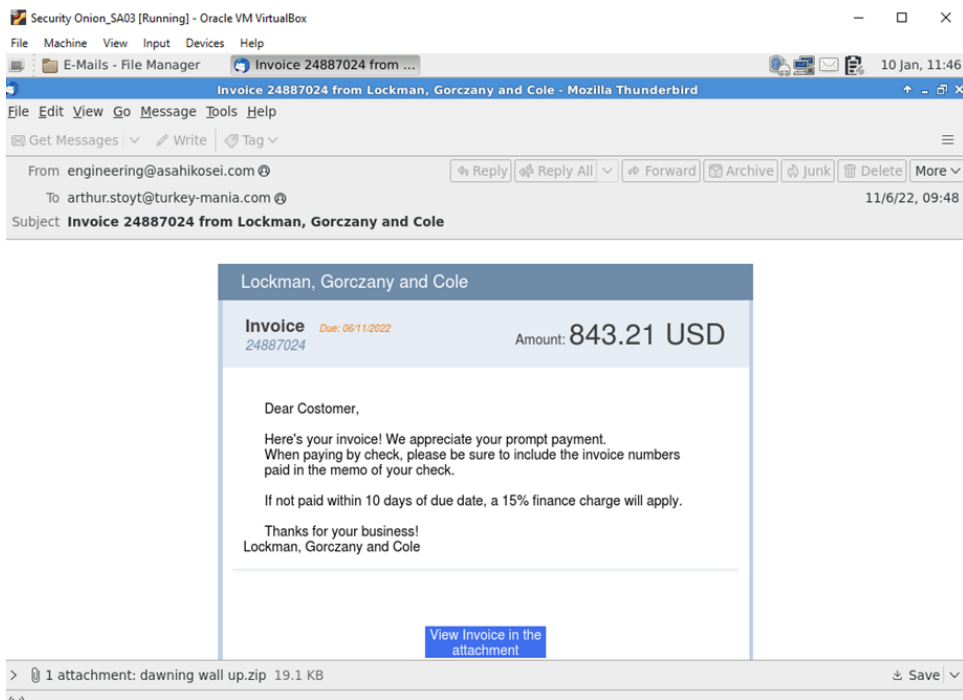 Security Onion_SA03 [Running] - Oracle VM VirtualBox
File Machine View Input Devices Help
E-Mails - File Manager Invoice 24887024 from ... 10 Jan, 11:46
Invoice 24887024 from Lockman, Gorczany and Cole - Mozilla Thunderbird
File Edit View Go Message Tools Help
Get Messages Write Tag
From engineering@asahikosei.com Reply Reply All Forward Archive Junk Delete More
To arthur.stoyt@turkey-mania.com 11/6/22, 09:48
Subject Invoice 24887024 from Lockman, Gorczany and Cole
Lockman, Gorczany and Cole
Invoice Due: 06/11/2022 Amount: 843.21 USD
24887024
Dear Costomer,
Here's your invoice! We appreciate your prompt payment.
When paying by check, please be sure to include the invoice numbers
paid in the memo of your check.
If not paid within 10 days of due date, a 15% finance charge will apply.
Thanks for your business!
Lockman, Gorczany and Cole
View Invoice in the
attachment
1 attachment: dawning wall up.zip 19.1 KB Save